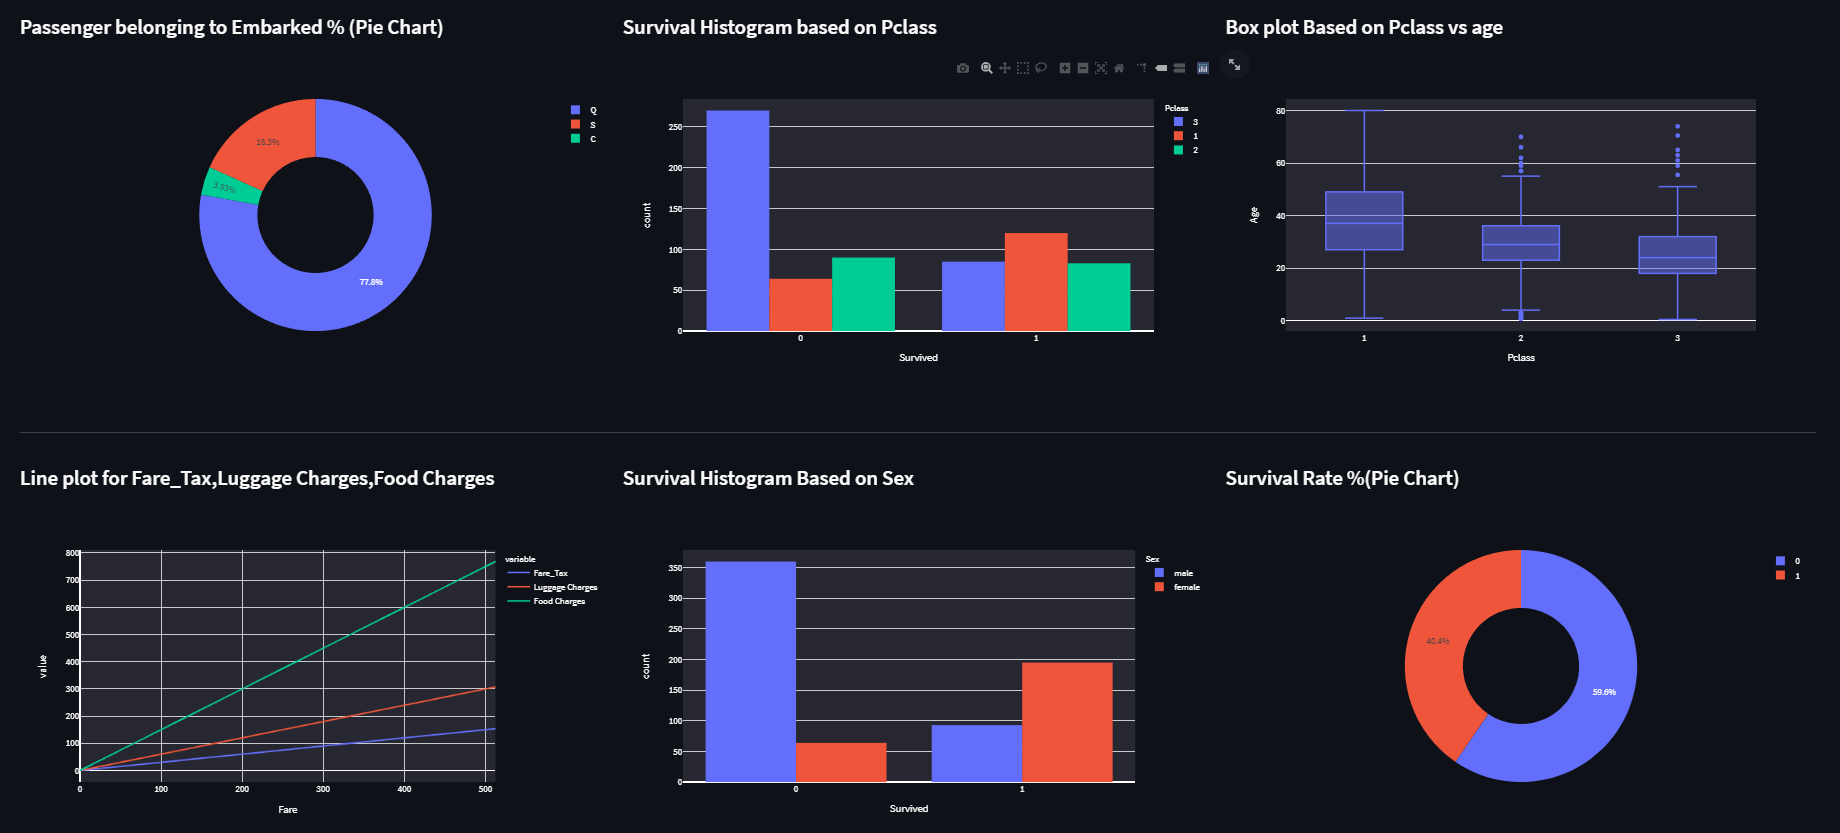 Passenger belonging to Embarked % (Pie Chart)
Q
S
C
18.3%
3.93%
77.8%
Survival Histogram based on Pclass
Pclass
3
1
2
250
200
150
100
50
0
count
0
1
Survived
Box plot Based on Pclass vs age
80
60
40
20
0
Age
1
2
3
Pclass
Line plot for Fare_Tax,Luggage Charges,Food Charges
variable
Fare_Tax
Luggage Charges
Food Charges
800
700
600
500
400
300
200
100
0
value
0
100
200
300
400
500
Fare
Survival Histogram Based on Sex
Sex
male
female
350
300
250
200
150
100
50
0
count
0
1
Survived
Survival Rate %(Pie Chart)
0
1
40.4%
59.6%